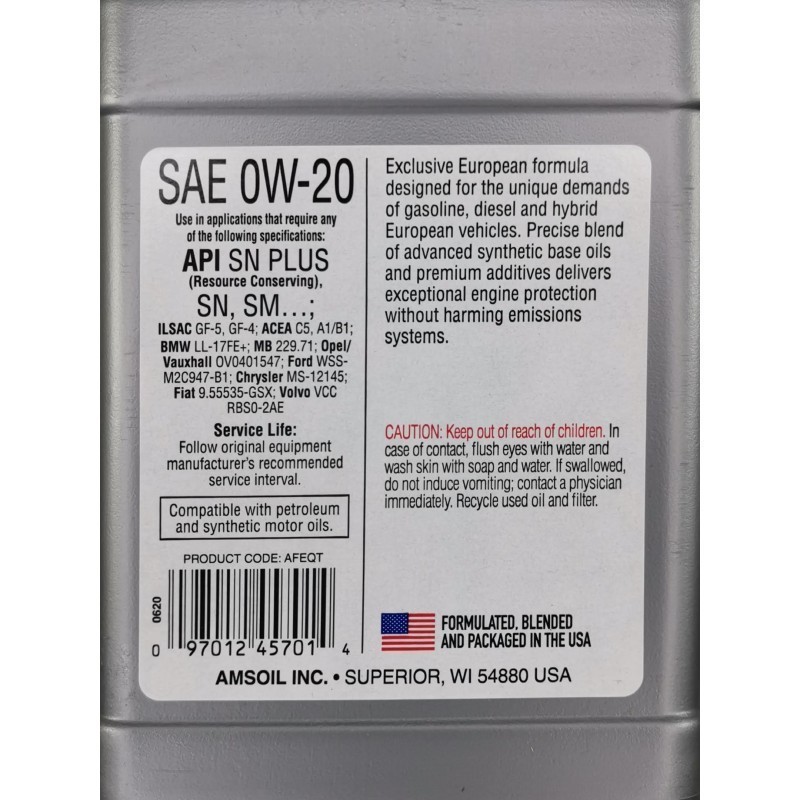 SAE 0W-20
Use in applications that require any
of the following specifications:
API SN PLUS
(Resource Conserving),
SN, SM...;
ILSAC GF-5, GF-4; ACEA C5, A1/B1;
BMW LL-17FE+; MB 229.71; Opel/
Vauxhall OV0401547; Ford WSS-
M2C947-B1; Chrysler MS-12145;
Fiat 9.55535-GSX; Volvo VCC
RBS0-2AE
Service Life:
Follow original equipment
manufacturer's recommended
service interval.
Compatible with petroleum
and synthetic motor oils.
PRODUCT CODE: AFEQT
0620
0 97012 45701 4
Exclusive European formula
designed for the unique demands
of gasoline, diesel and hybrid
European vehicles. Precise blend
of advanced synthetic base oils
and premium additives delivers
exceptional engine protection
without harming emissions
systems.
CAUTION: Keep out of reach of children. In
case of contact, flush eyes with water and
wash skin with soap and water. If swallowed,
do not induce vomiting; contact a physician
immediately. Recycle used oil and filter.
FORMULATED, BLENDED
AND PACKAGED IN THE USA
AMSOIL INC. • SUPERIOR, WI 54880 USA